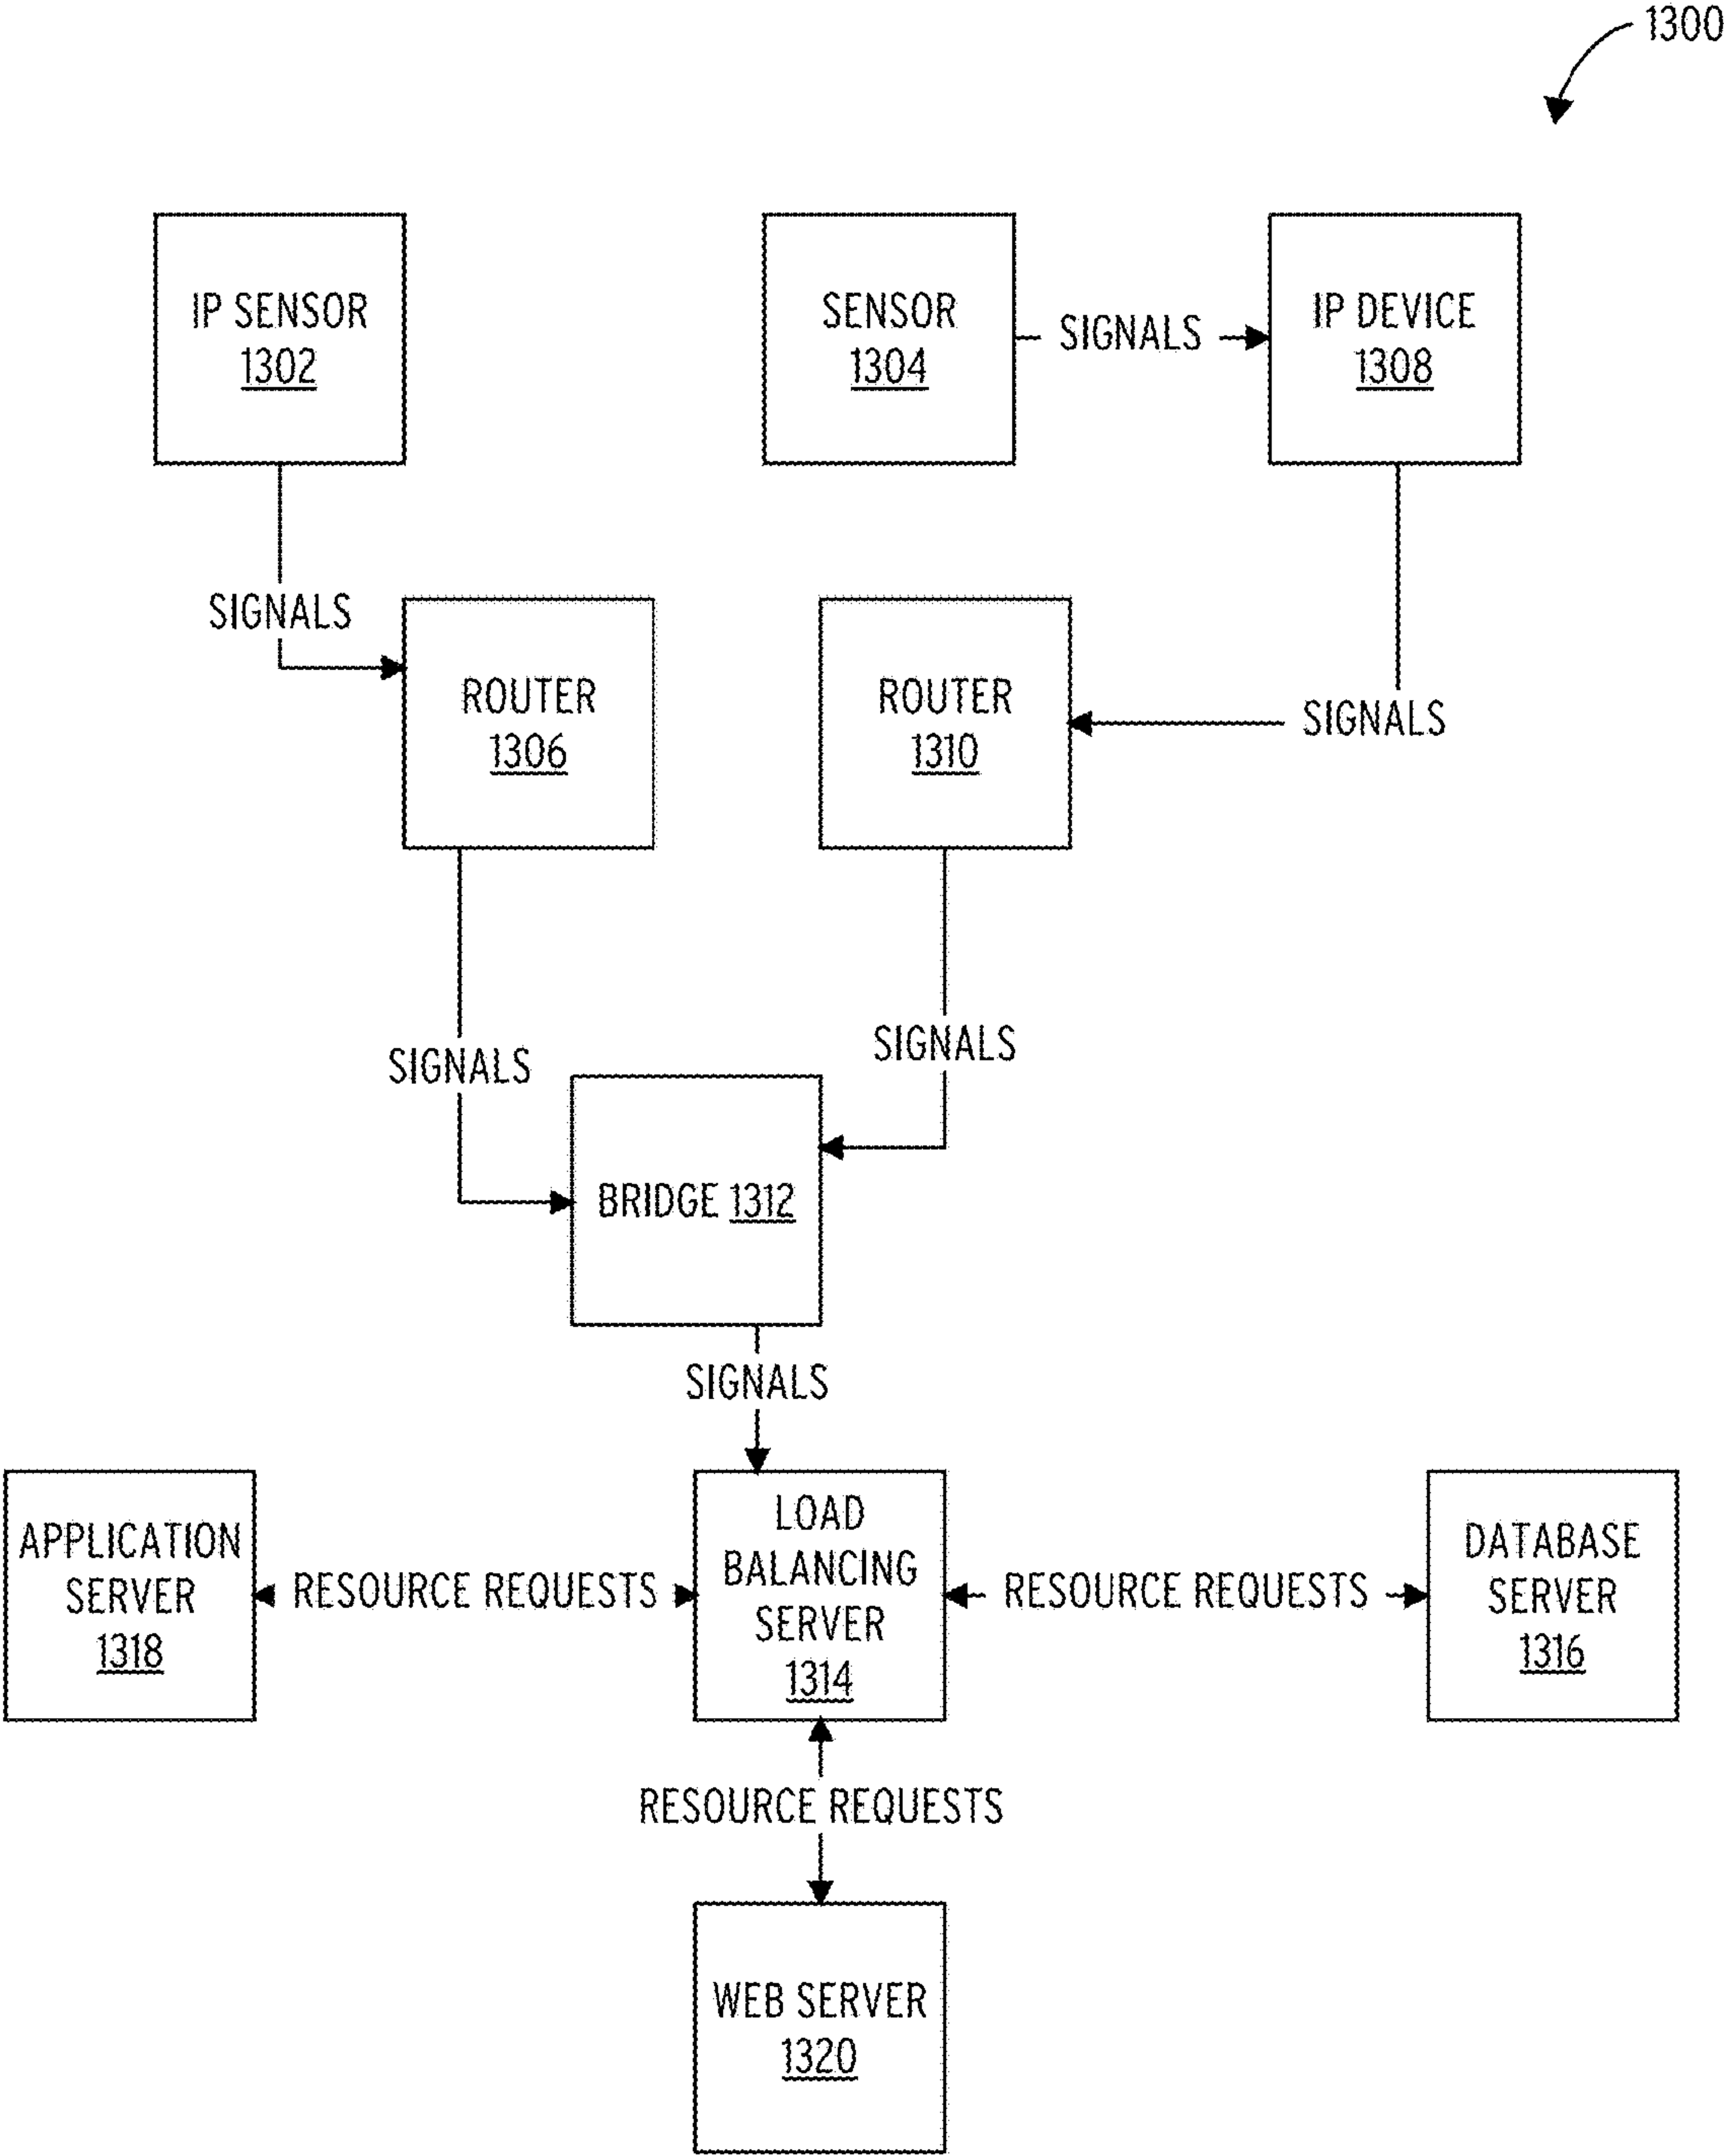 1300
IP SENSOR
1302
SENSOR
1304
SIGNALS
IP DEVICE
1308
SIGNALS
ROUTER
1306
ROUTER
1310
SIGNALS
SIGNALS
SIGNALS
BRIDGE 1312
SIGNALS
APPLICATION
SERVER
1318
RESOURCE REQUESTS
LOAD
BALANCING
SERVER
1314
RESOURCE REQUESTS
DATABASE
SERVER
1316
RESOURCE REQUESTS
WEB SERVER
1320